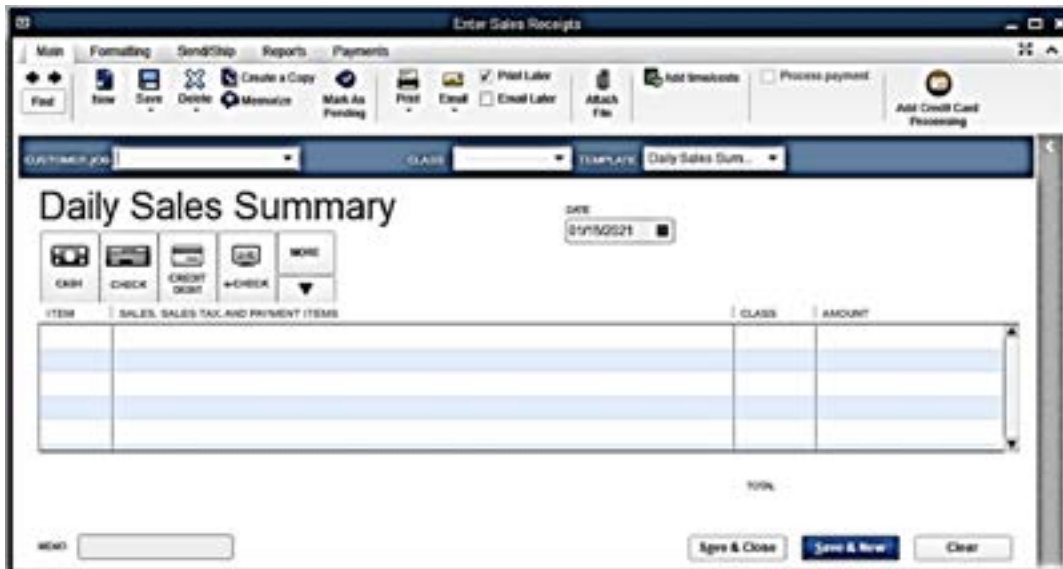 Enter Sales Receipts
Main Formatting Send/Ship Reports Payments
Find New Save Delete Create a Copy Memorize Mark As Pending Print Email Print Later Email Later Attach File Add time/costs Process payment Add Credit Card Processing
CUSTOMER:JOB CLASS TEMPLATE Daily Sales Sum...
Daily Sales Summary
DATE
01/15/2021
CASH CHECK CREDIT DEBIT e-CHECK MORE
ITEM SALES, SALES TAX, AND PAYMENT ITEMS CLASS AMOUNT
TOTAL
MEMO Save & Close Save & New Clear